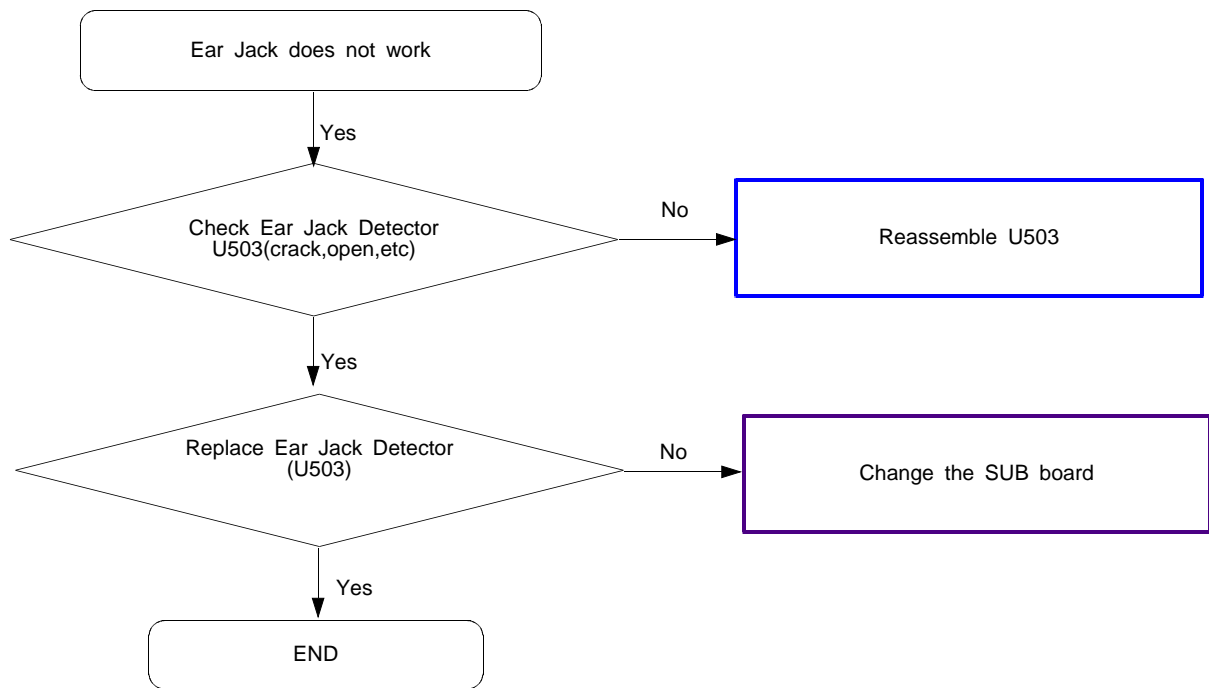 Ear Jack does not work
Yes
Check Ear Jack Detector
U503(crack,open,etc)
No
Reassemble U503
Yes
Replace Ear Jack Detector
(U503)
No
Change the SUB board
Yes
END